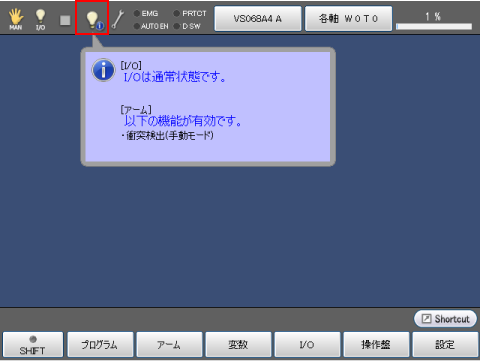 MAN
I/O
EMG
PRTCT
AUTO EN
D SW
VS068A4 A
各軸 W 0 T 0
1 %
[I/O]
I/Oは通常状態です。
[アーム]
以下の機能が有効です。
・衝突検出(手動モード)
Shortcut
SHIFT
プログラム
アーム
変数
I/O
操作盤
設定